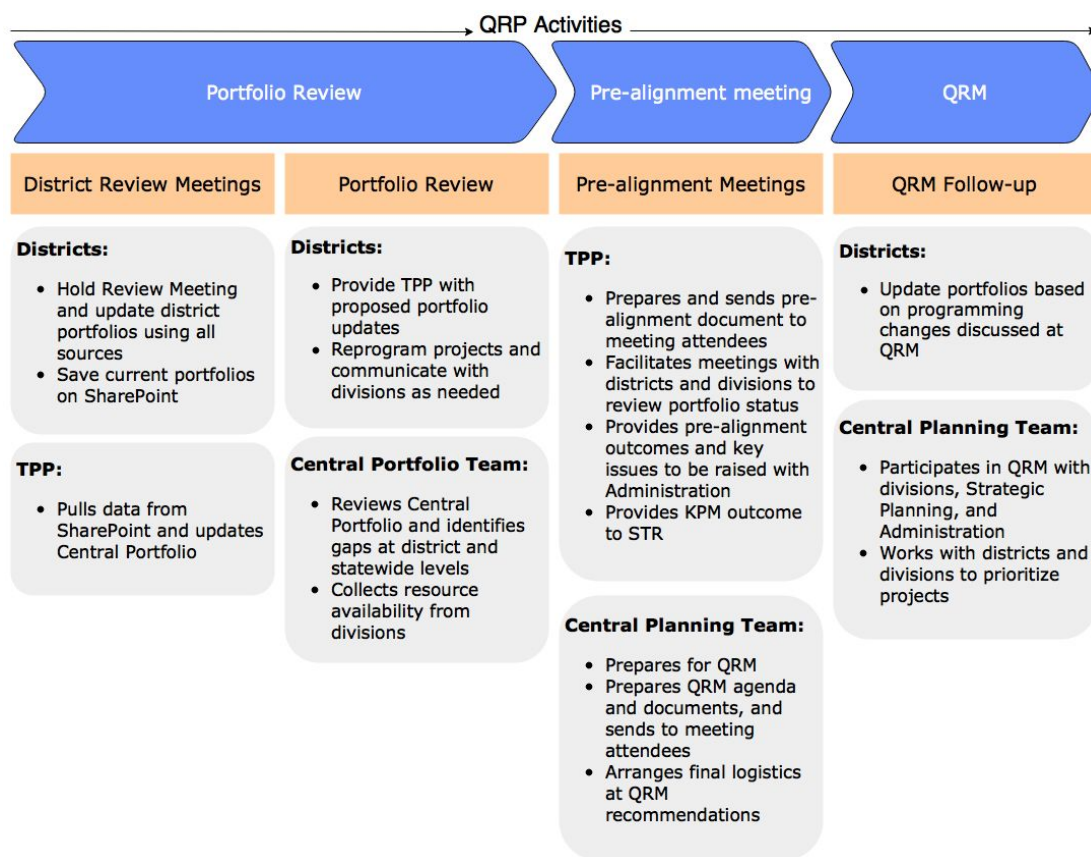 QRP Activities
Portfolio Review
Pre-alignment meeting
QRM
District Review Meetings
Portfolio Review
Pre-alignment Meetings
QRM Follow-up
Districts:
• Hold Review Meeting
and update district
portfolios using all
sources
• Save current portfolios
on SharePoint
TPP:
• Pulls data from
SharePoint and updates
Central Portfolio
Districts:
• Provide TPP with
proposed portfolio
updates
• Reprogram projects and
communicate with
divisions as needed
Central Portfolio Team:
• Reviews Central
Portfolio and identifies
gaps at district and
statewide levels
• Collects resource
availability from
divisions
TPP:
• Prepares and sends pre-
alignment document to
meeting attendees
• Facilitates meetings with
districts and divisions to
review portfolio status
• Provides pre-alignment
outcomes and key
issues to be raised with
Administration
• Provides KPM outcome
to STR
Central Planning Team:
• Prepares for QRM
• Prepares QRM agenda
and documents, and
sends to meeting
attendees
• Arranges final logistics
at QRM
recommendations
Districts:
• Update portfolios based
on programming
changes discussed at
QRM
Central Planning Team:
• Participates in QRM with
divisions, Strategic
Planning, and
Administration
• Works with districts and
divisions to prioritize
projects